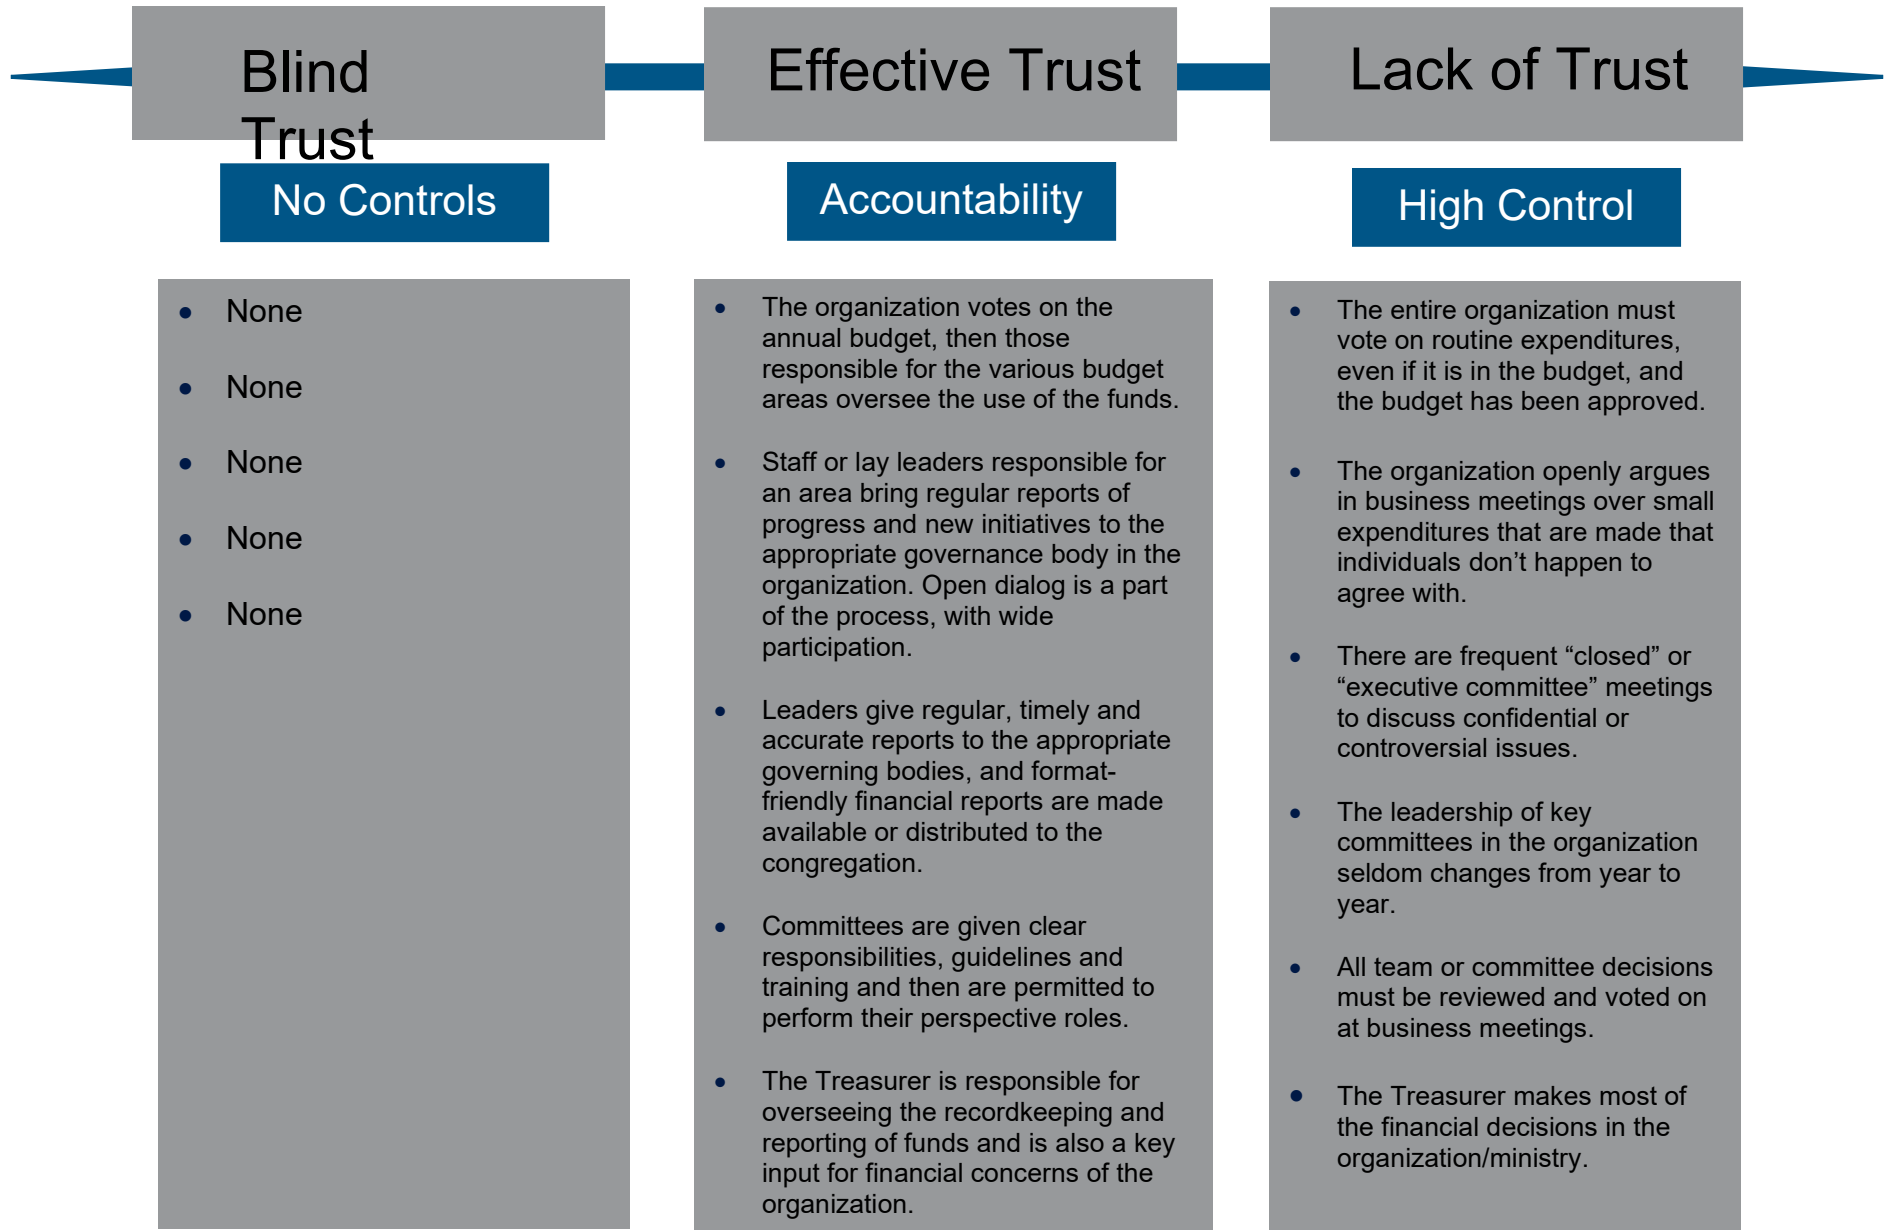 Blind
Trust
Effective Trust
Lack of Trust
No Controls
Accountability
High Control
• None
• None
• None
• None
• None
• The organization votes on the
annual budget, then those
responsible for the various budget
areas oversee the use of the funds.
• Staff or lay leaders responsible for
an area bring regular reports of
progress and new initiatives to the
appropriate governance body in the
organization. Open dialog is a part
of the process, with wide
participation.
• Leaders give regular, timely and
accurate reports to the appropriate
governing bodies, and format-
friendly financial reports are made
available or distributed to the
congregation.
• Committees are given clear
responsibilities, guidelines and
training and then are permitted to
perform their perspective roles.
• The Treasurer is responsible for
overseeing the recordkeeping and
reporting of funds and is also a key
input for financial concerns of the
organization.
• The entire organization must
vote on routine expenditures,
even if it is in the budget, and
the budget has been approved.
• The organization openly argues
in business meetings over small
expenditures that are made that
individuals don’t happen to
agree with.
• There are frequent “closed” or
“executive committee” meetings
to discuss confidential or
controversial issues.
• The leadership of key
committees in the organization
seldom changes from year to
year.
• All team or committee decisions
must be reviewed and voted on
at business meetings.
• The Treasurer makes most of
the financial decisions in the
organization/ministry.